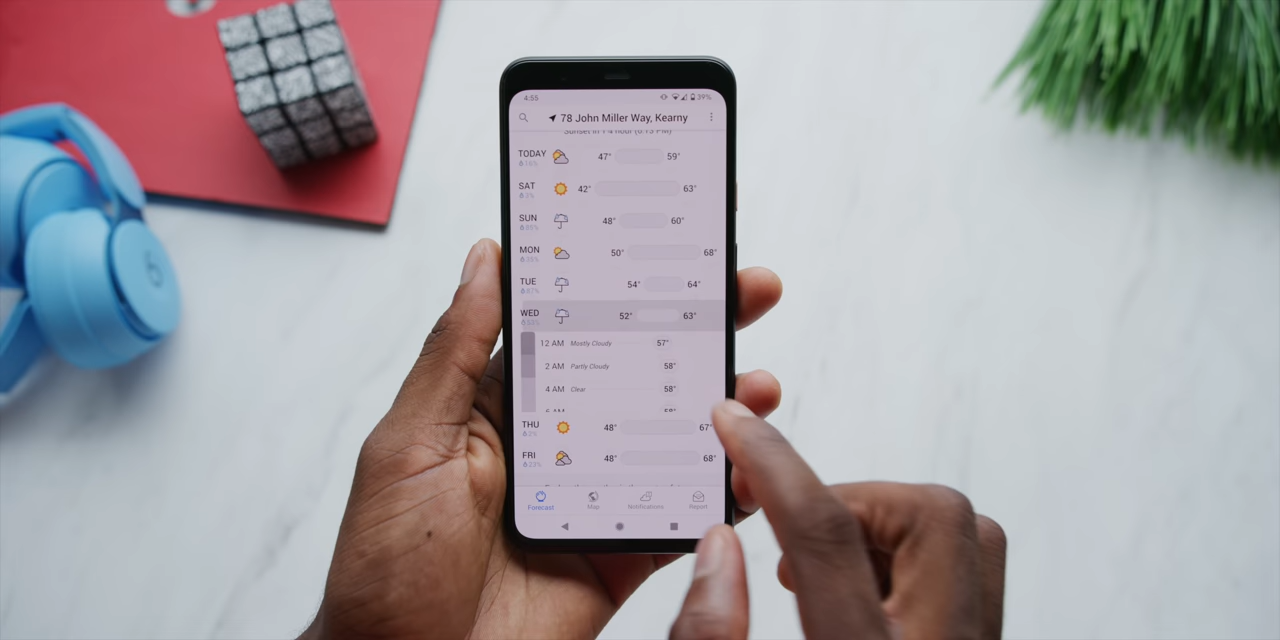 4:55
39%
78 John Miller Way, Kearny
TODAY 47° 59°
SAT 42° 63°
SUN 48° 60°
MON 50° 68°
TUE 54° 64°
WED 52° 63°
12 AM Mostly Cloudy 57°
2 AM Partly Cloudy 58°
4 AM Clear 58°
58°
THU 48° 67°
FRI 48° 68°
23%
Forecast Map Notifications Report